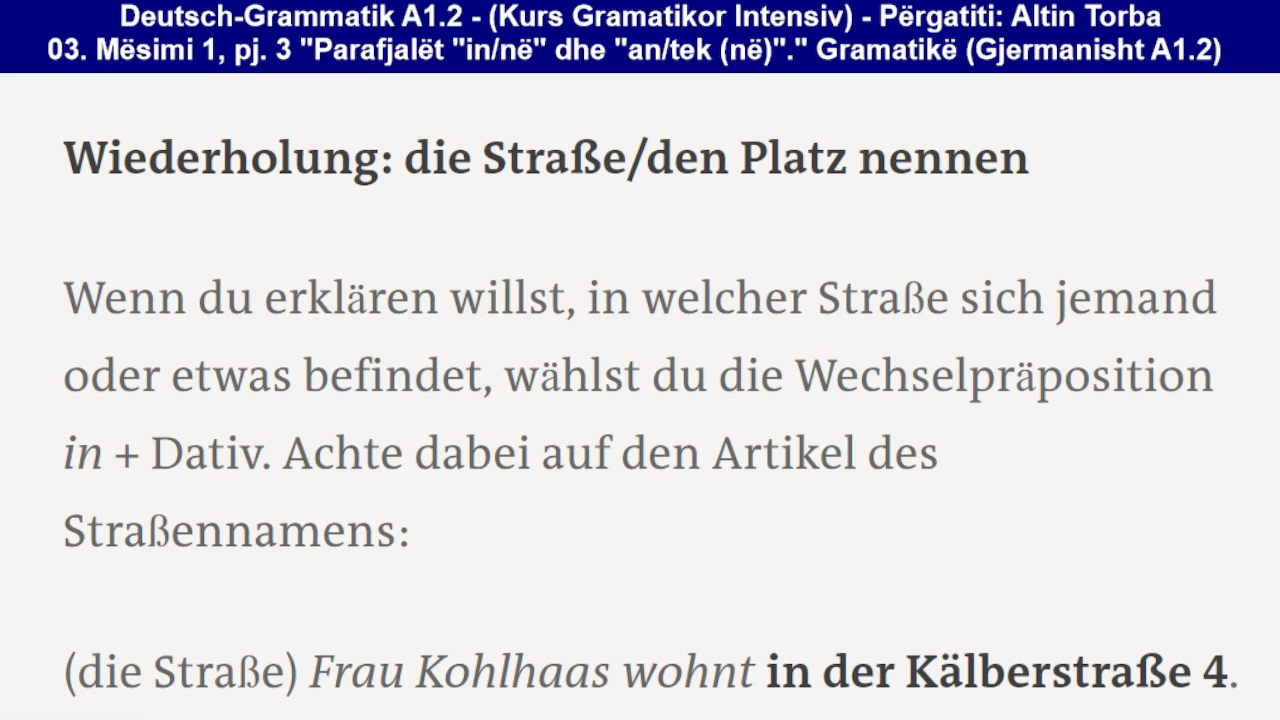 Deutsch-Grammatik A1.2 - (Kurs Gramatikor Intensiv) - Përgatiti: Altin Torba
03. Mësimi 1, pj. 3 "Parafjalët "in/në" dhe "an/tek (në)"." Gramatikë (Gjermanisht A1.2)
Wiederholung: die Straße/den Platz nennen
Wenn du erklären willst, in welcher Straße sich jemand
oder etwas befindet, wählst du die Wechselpräposition
in + Dativ. Achte dabei auf den Artikel des
Straßennamens:
(die Straße) Frau Kohlhaas wohnt in der Kälberstraße 4.